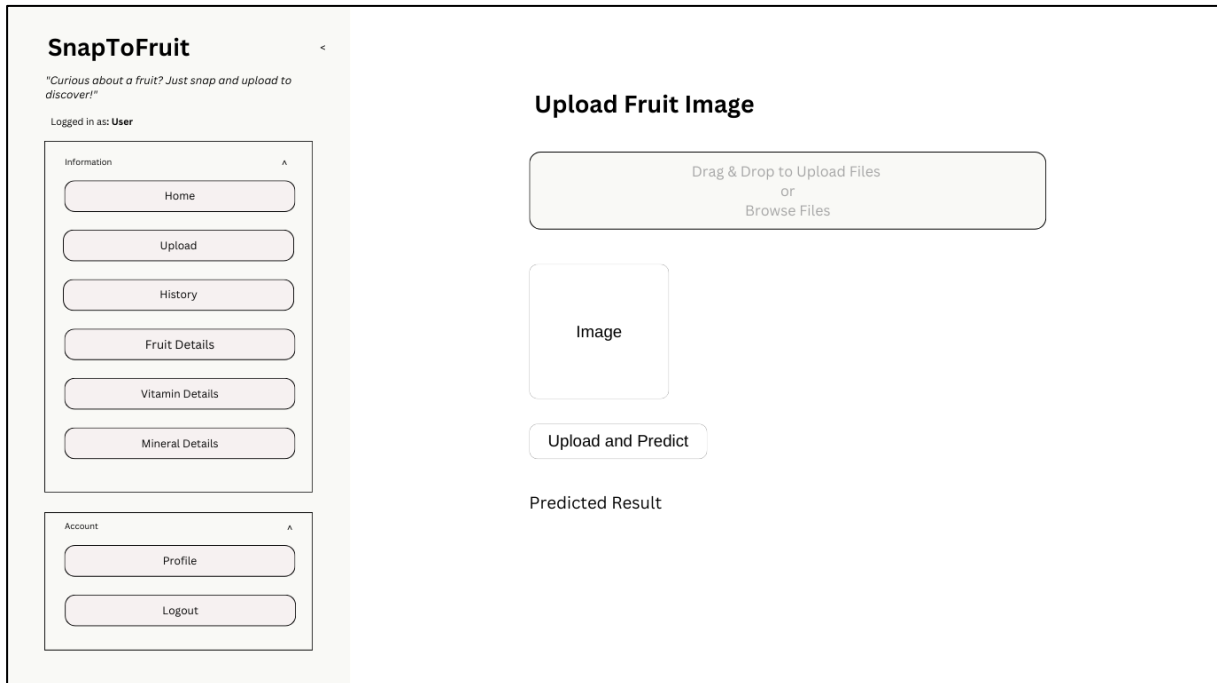 SnapToFruit
<
"Curious about a fruit? Just snap and upload to
discover!"
Logged in as: User
Information ^
Home
Upload
History
Fruit Details
Vitamin Details
Mineral Details
Account ^
Profile
Logout
Upload Fruit Image
Drag & Drop to Upload Files
or
Browse Files
Image
Upload and Predict
Predicted Result